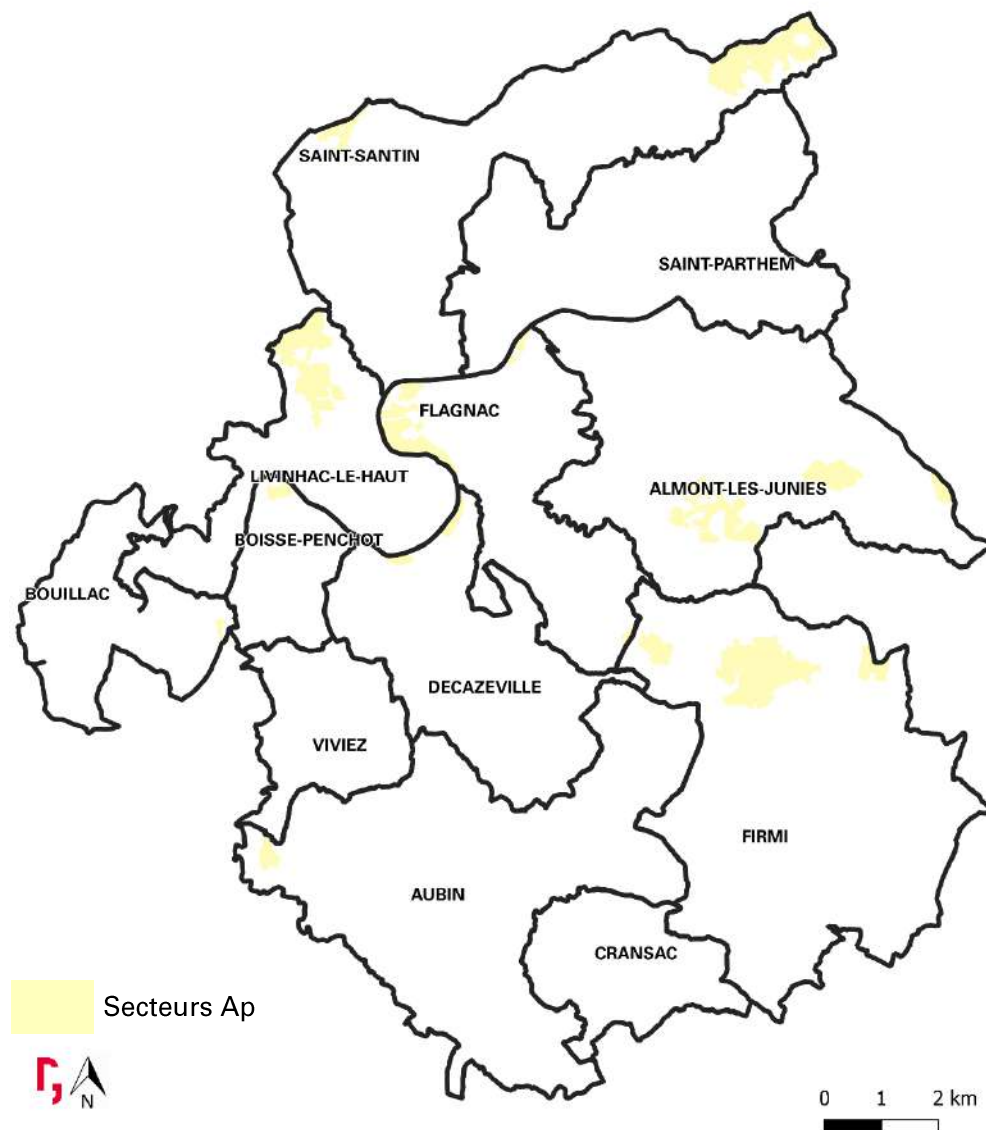 SAINT-SANTIN
SAINT-PARTHEM
FLAGNAC
LIVINHAC-LE-HAUT
ALMONT-LES-JUNIES
BOISSE-PENCHOT
BOUILLAC
DECAZEVILLE
VIVIEZ
FIRMI
AUBIN
CRANSAC
Secteurs Ap
N
0 1 2 km